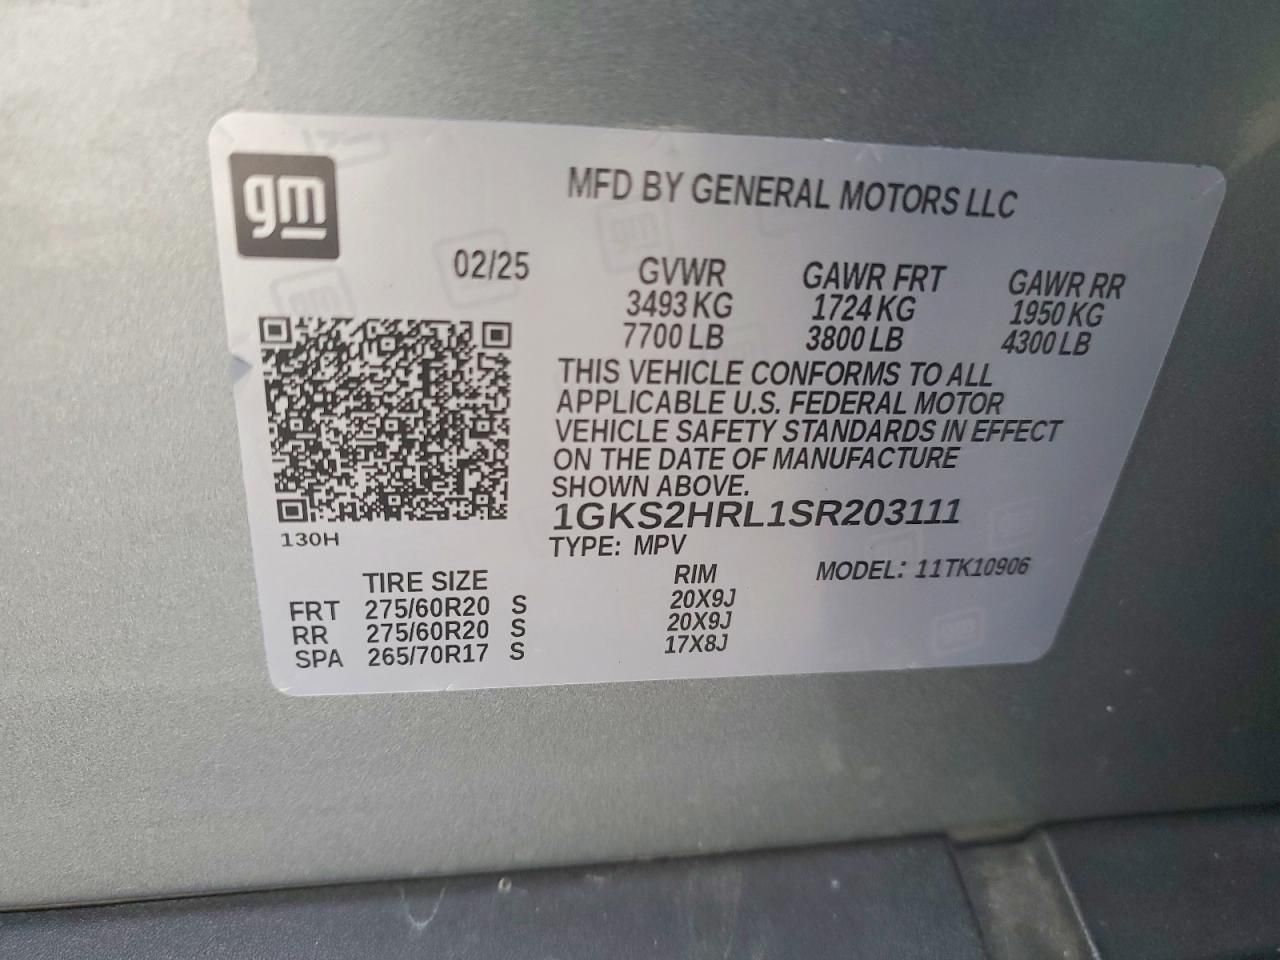 gm
MFD BY GENERAL MOTORS LLC
02/25
GVWR GAWR FRT GAWR RR
3493 KG 1724 KG 1950 KG
7700 LB 3800 LB 4300 LB
THIS VEHICLE CONFORMS TO ALL
APPLICABLE U.S. FEDERAL MOTOR
VEHICLE SAFETY STANDARDS IN EFFECT
ON THE DATE OF MANUFACTURE
SHOWN ABOVE.
1GKS2HRL1SR203111
130H
TYPE: MPV
MODEL: 11TK10906
TIRE SIZE RIM
FRT 275/60R20 S 20X9J
RR 275/60R20 S 20X9J
SPA 265/70R17 S 17X8J